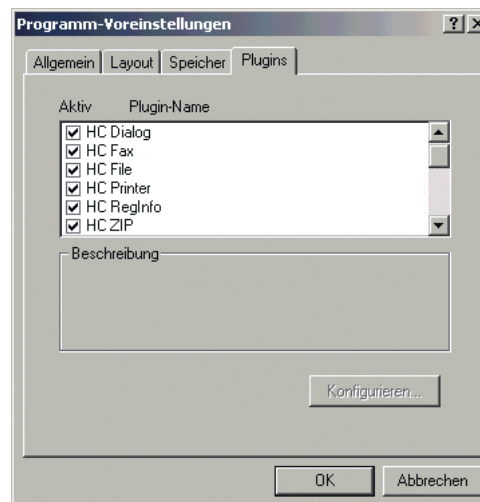 Programm-Voreinstellungen ? X
Allgemein Layout Speicher Plugins
Aktiv Plugin-Name
HC Dialog
HC Fax
HC File
HC Printer
HC RegInfo
HC ZIP
Beschreibung
Konfigurieren...
OK Abbrechen